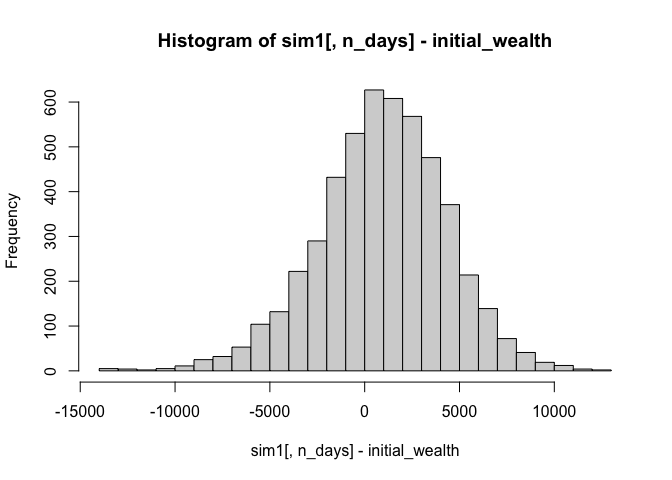 Histogram of sim1[, n_days] - initial_wealth
Frequency
600
500
400
300
200
100
0
-15000 -10000 -5000 0 5000 10000
sim1[, n_days] - initial_wealth